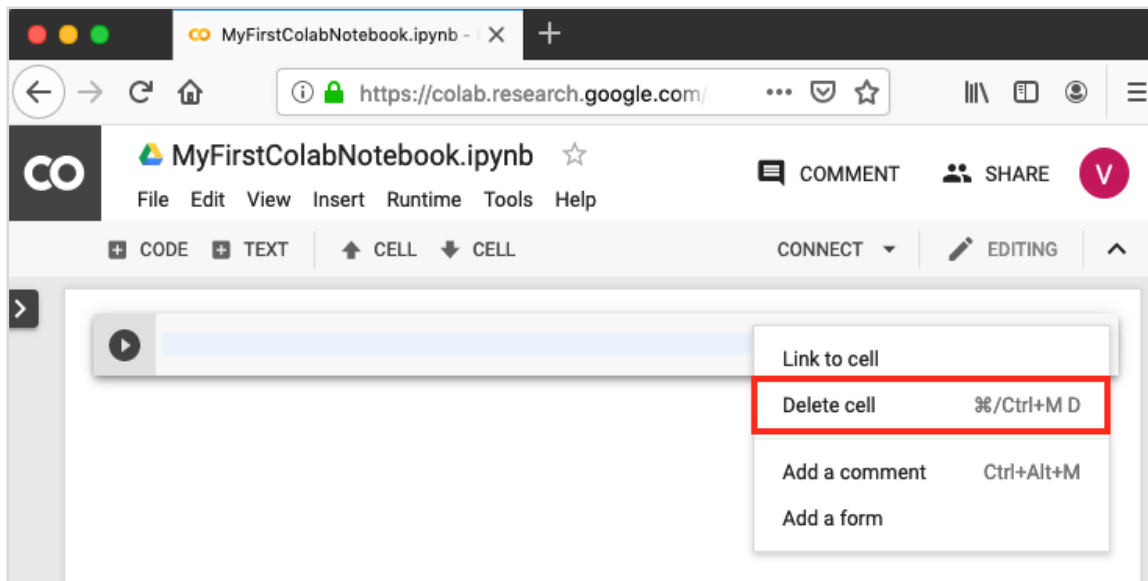 MyFirstColabNotebook.ipynb -
https://colab.research.google.com/
CO MyFirstColabNotebook.ipynb COMMENT SHARE V
File Edit View Insert Runtime Tools Help
CODE TEXT CELL CELL CONNECT EDITING
Link to cell
Delete cell ⌘/Ctrl+M D
Add a comment Ctrl+Alt+M
Add a form